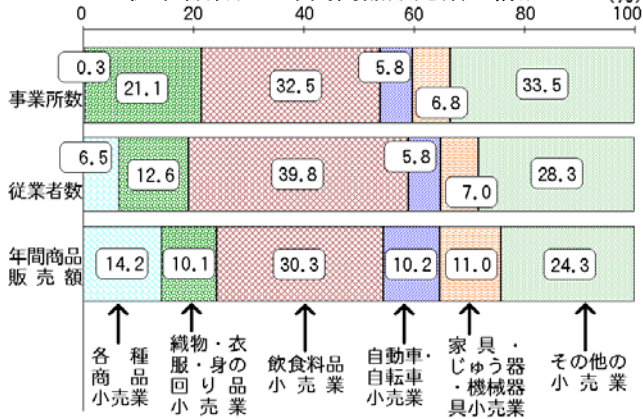 (%)
0 20 40 60 80 100
0.3 5.8
21.1 32.5 33.5
事業所数 6.8
6.5 5.8
12.6 39.8 28.3
従業者数 7.0
年間商品
販売額
14.2 10.1 30.3 10.2 11.0 24.3
各種
商品
小売業
織物・衣
服・身の
回り品
小売業
飲食料品
小売業
自動車・
自転車
小売業
家具・
じゅう器
・機械器
具小売業
その他の
小売業